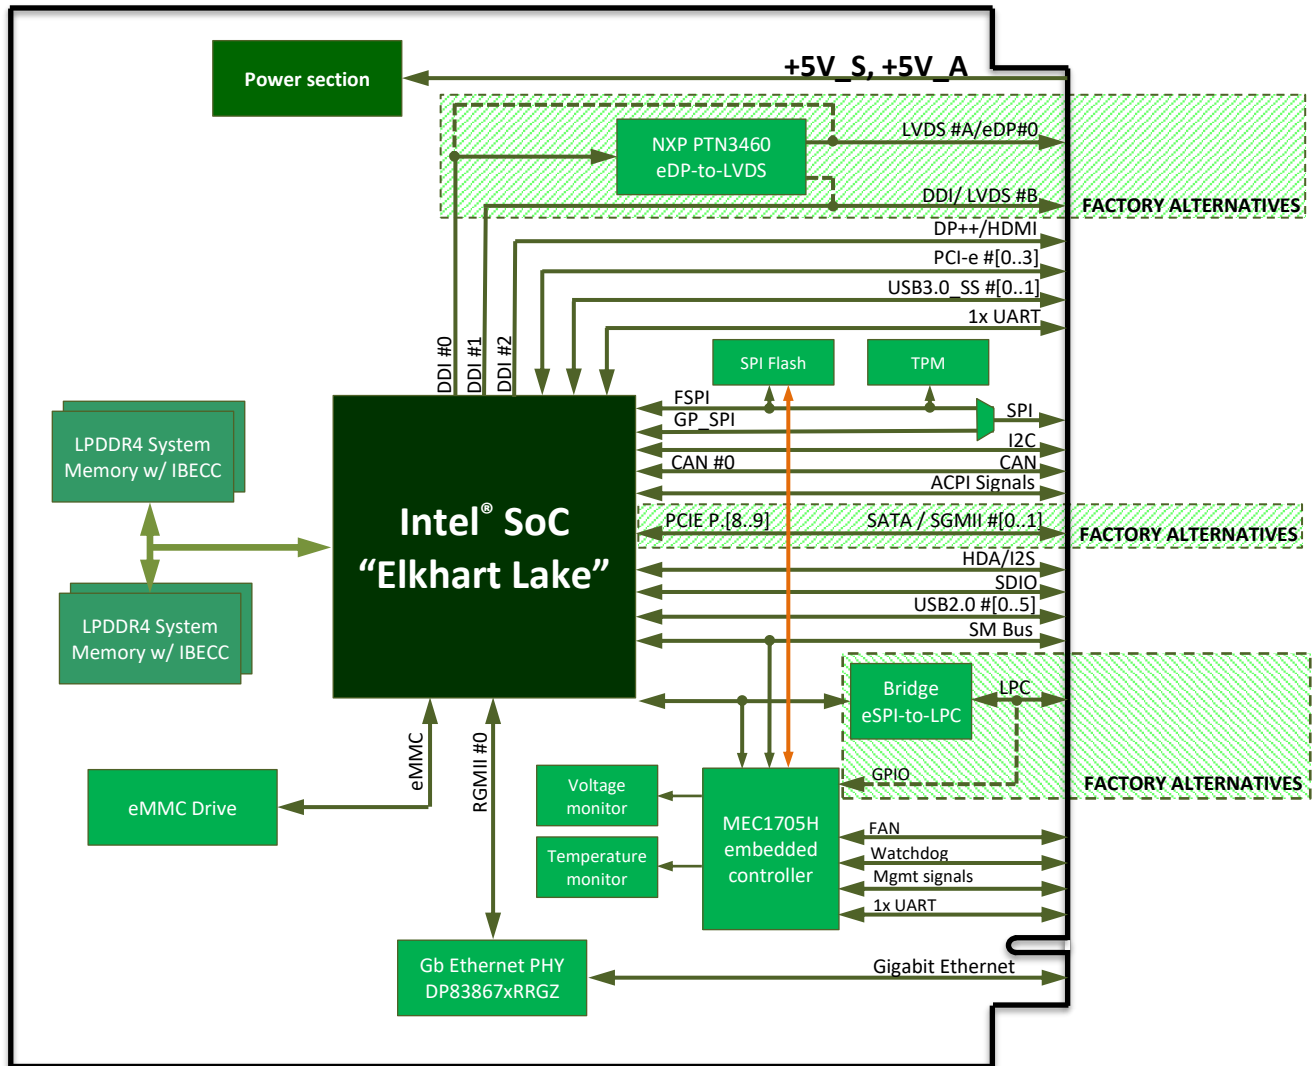 +5V_S, +5V_A
Power section
LVDS #A/eDP#0
NXP PTN3460
eDP-to-LVDS
DDI/ LVDS #B
FACTORY ALTERNATIVES
DP++/HDMI
PCI-e #[0..3]
USB3.0_SS #[0..1]
1x UART
DDI #0
DDI #1
DDI #2
SPI Flash
TPM
FSPI
SPI
GP_SPI
I2C
CAN #0
CAN
ACPI Signals
LPDDR4 System
Memory w/ IBECC
Intel® SoC
“Elkhart Lake”
PCIE P.[8..9]
SATA / SGMII #[0..1]
FACTORY ALTERNATIVES
HDA/I2S
SDIO
USB2.0 #[0..5]
SM Bus
LPDDR4 System
Memory w/ IBECC
Bridge
eSPI-to-LPC
LPC
GPIO
FACTORY ALTERNATIVES
eMMC
RGMII #0
eMMC Drive
Voltage
monitor
Temperature
monitor
MEC1705H
embedded
controller
FAN
Watchdog
Mgmt signals
1x UART
Gb Ethernet PHY
DP83867xRRGZ
Gigabit Ethernet